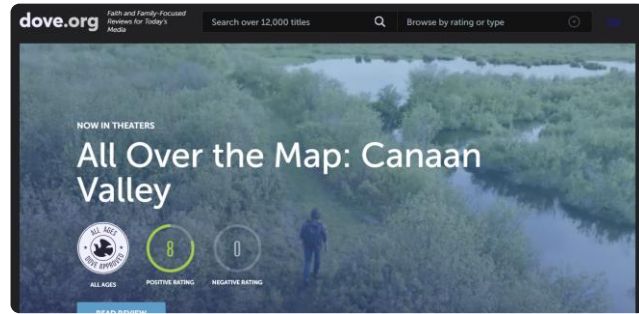 dove.org
Faith and Family-Focused
Reviews for Today's
Media
Search over 12,000 titles
Browse by rating or type
NOW IN THEATERS
All Over the Map: Canaan
Valley
ALL AGES
DOVE APPROVED
8
0
ALL AGES
POSITIVE RATING
NEGATIVE RATING
READ REVIEW